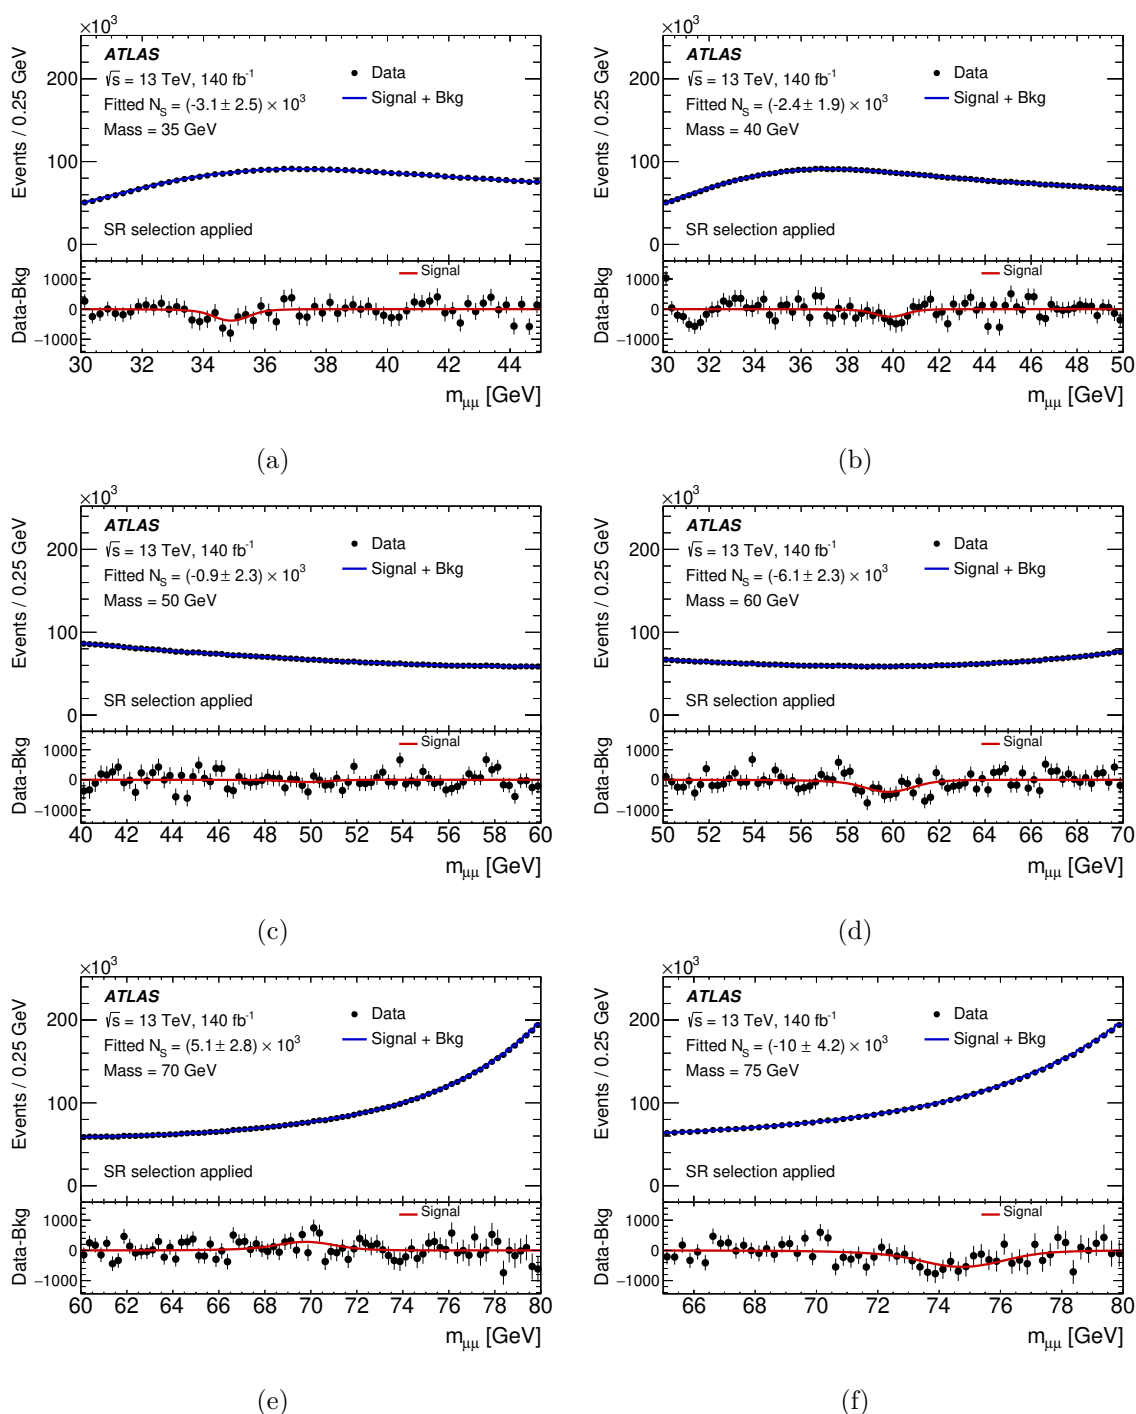 ×10³
Events / 0.25 GeV
200
100
0
ATLAS
√s = 13 TeV, 140 fb⁻¹
Fitted N_S = (-3.1 ± 2.5) × 10³
Mass = 35 GeV
Data
Signal + Bkg
SR selection applied
Data-Bkg
1000
0
−1000
Signal
30 32 34 36 38 40 42 44
m_μμ [GeV]
(a)
×10³
Events / 0.25 GeV
200
100
0
ATLAS
√s = 13 TeV, 140 fb⁻¹
Fitted N_S = (-2.4 ± 1.9) × 10³
Mass = 40 GeV
Data
Signal + Bkg
SR selection applied
Data-Bkg
1000
0
−1000
Signal
30 32 34 36 38 40 42 44 46 48 50
m_μμ [GeV]
(b)
×10³
Events / 0.25 GeV
200
100
0
ATLAS
√s = 13 TeV, 140 fb⁻¹
Fitted N_S = (-0.9 ± 2.3) × 10³
Mass = 50 GeV
Data
Signal + Bkg
SR selection applied
Data-Bkg
1000
0
−1000
Signal
40 42 44 46 48 50 52 54 56 58 60
m_μμ [GeV]
(c)
×10³
Events / 0.25 GeV
200
100
0
ATLAS
√s = 13 TeV, 140 fb⁻¹
Fitted N_S = (-6.1 ± 2.3) × 10³
Mass = 60 GeV
Data
Signal + Bkg
SR selection applied
Data-Bkg
1000
0
−1000
Signal
50 52 54 56 58 60 62 64 66 68 70
m_μμ [GeV]
(d)
×10³
Events / 0.25 GeV
200
100
0
ATLAS
√s = 13 TeV, 140 fb⁻¹
Fitted N_S = (5.1 ± 2.8) × 10³
Mass = 70 GeV
Data
Signal + Bkg
SR selection applied
Data-Bkg
1000
0
−1000
Signal
60 62 64 66 68 70 72 74 76 78 80
m_μμ [GeV]
(e)
×10³
Events / 0.25 GeV
200
100
0
ATLAS
√s = 13 TeV, 140 fb⁻¹
Fitted N_S = (-10 ± 4.2) × 10³
Mass = 75 GeV
Data
Signal + Bkg
SR selection applied
Data-Bkg
1000
0
−1000
Signal
66 68 70 72 74 76 78 80
m_μμ [GeV]
(f)